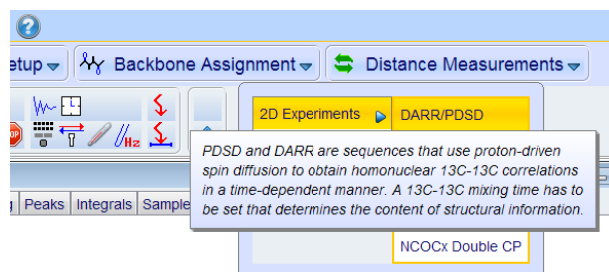 etup Backbone Assignment Distance Measurements
2D Experiments DARR/PDSD
Hz
PDSD and DARR are sequences that use proton-driven
spin diffusion to obtain homonuclear 13C-13C correlations
in a time-dependent manner. A 13C-13C mixing time has to
be set that determines the content of structural information.
Peaks Integrals Sample
NCOCx Double CP